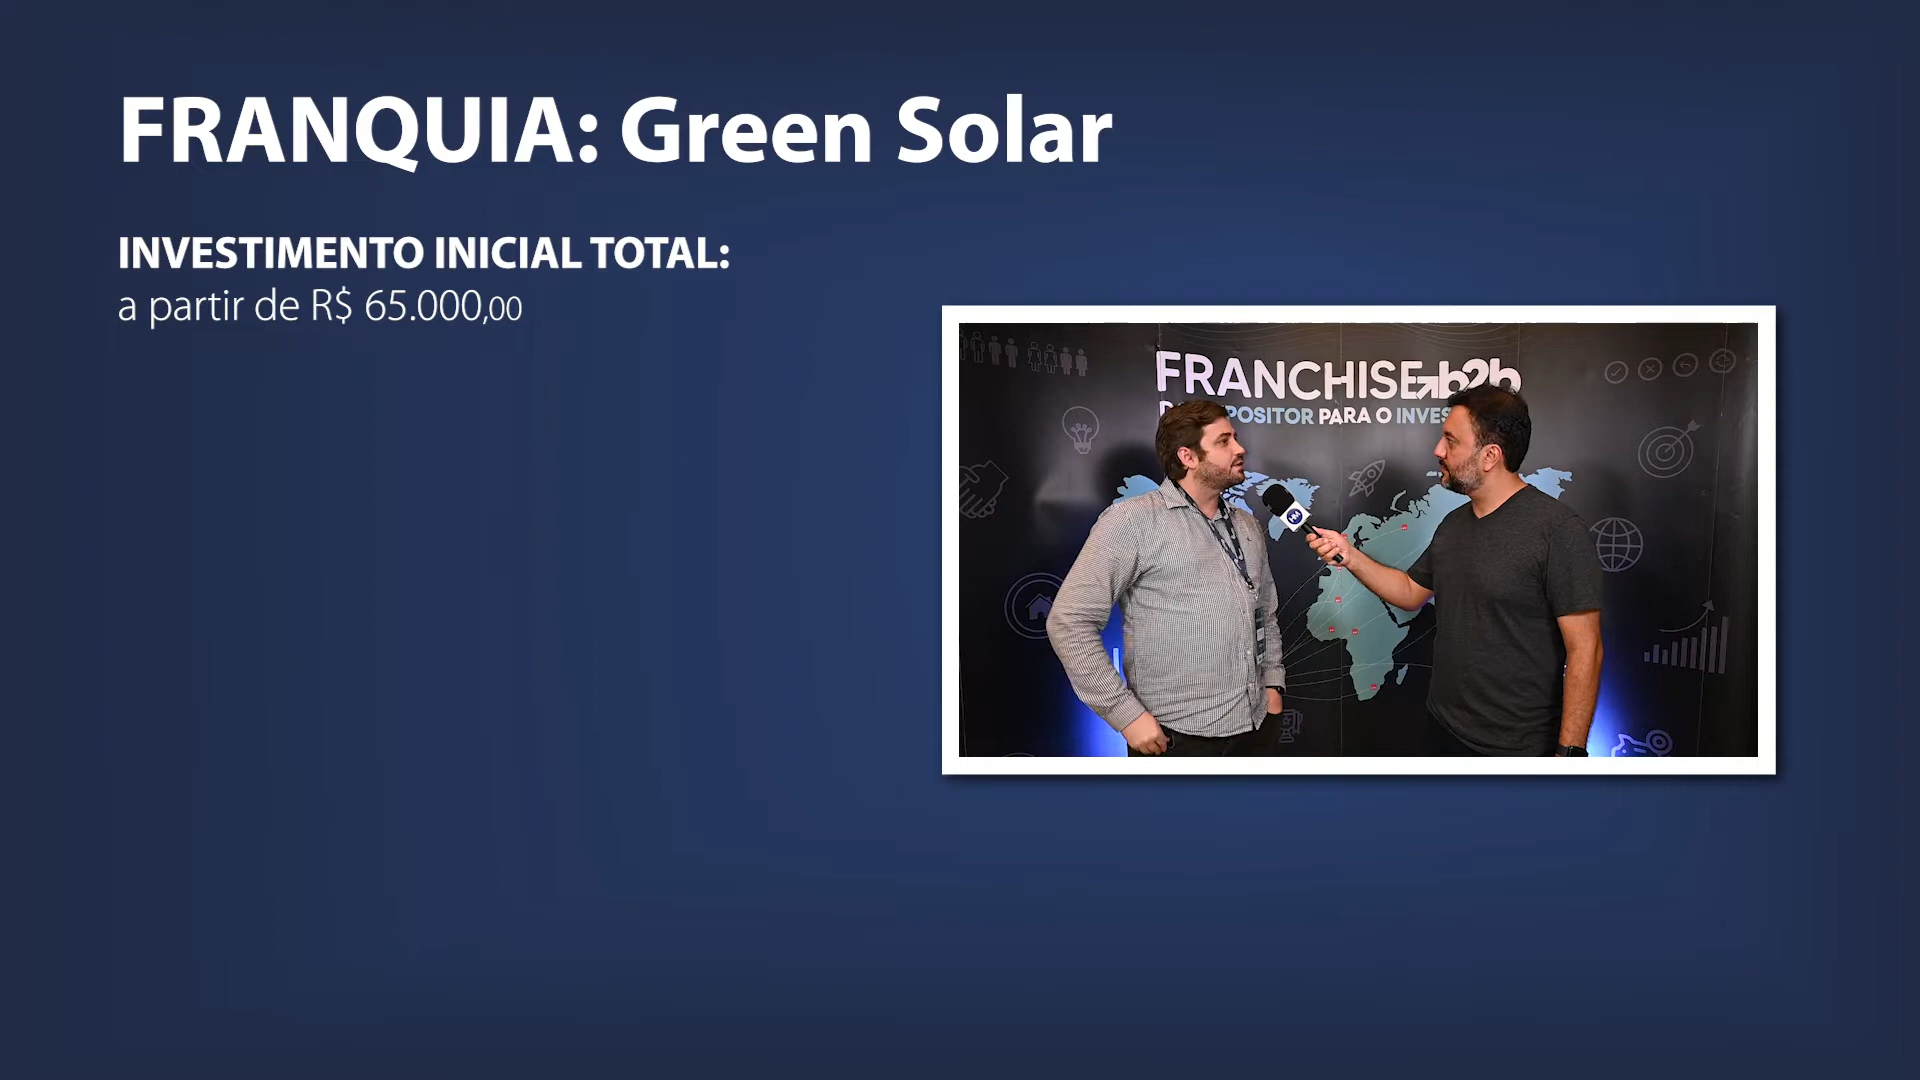 FRANQUIA: Green Solar
INVESTIMENTO INICIAL TOTAL:
a partir de R$ 65.000,00
FRANCHISE b2b
POSITOR PARA O INVES